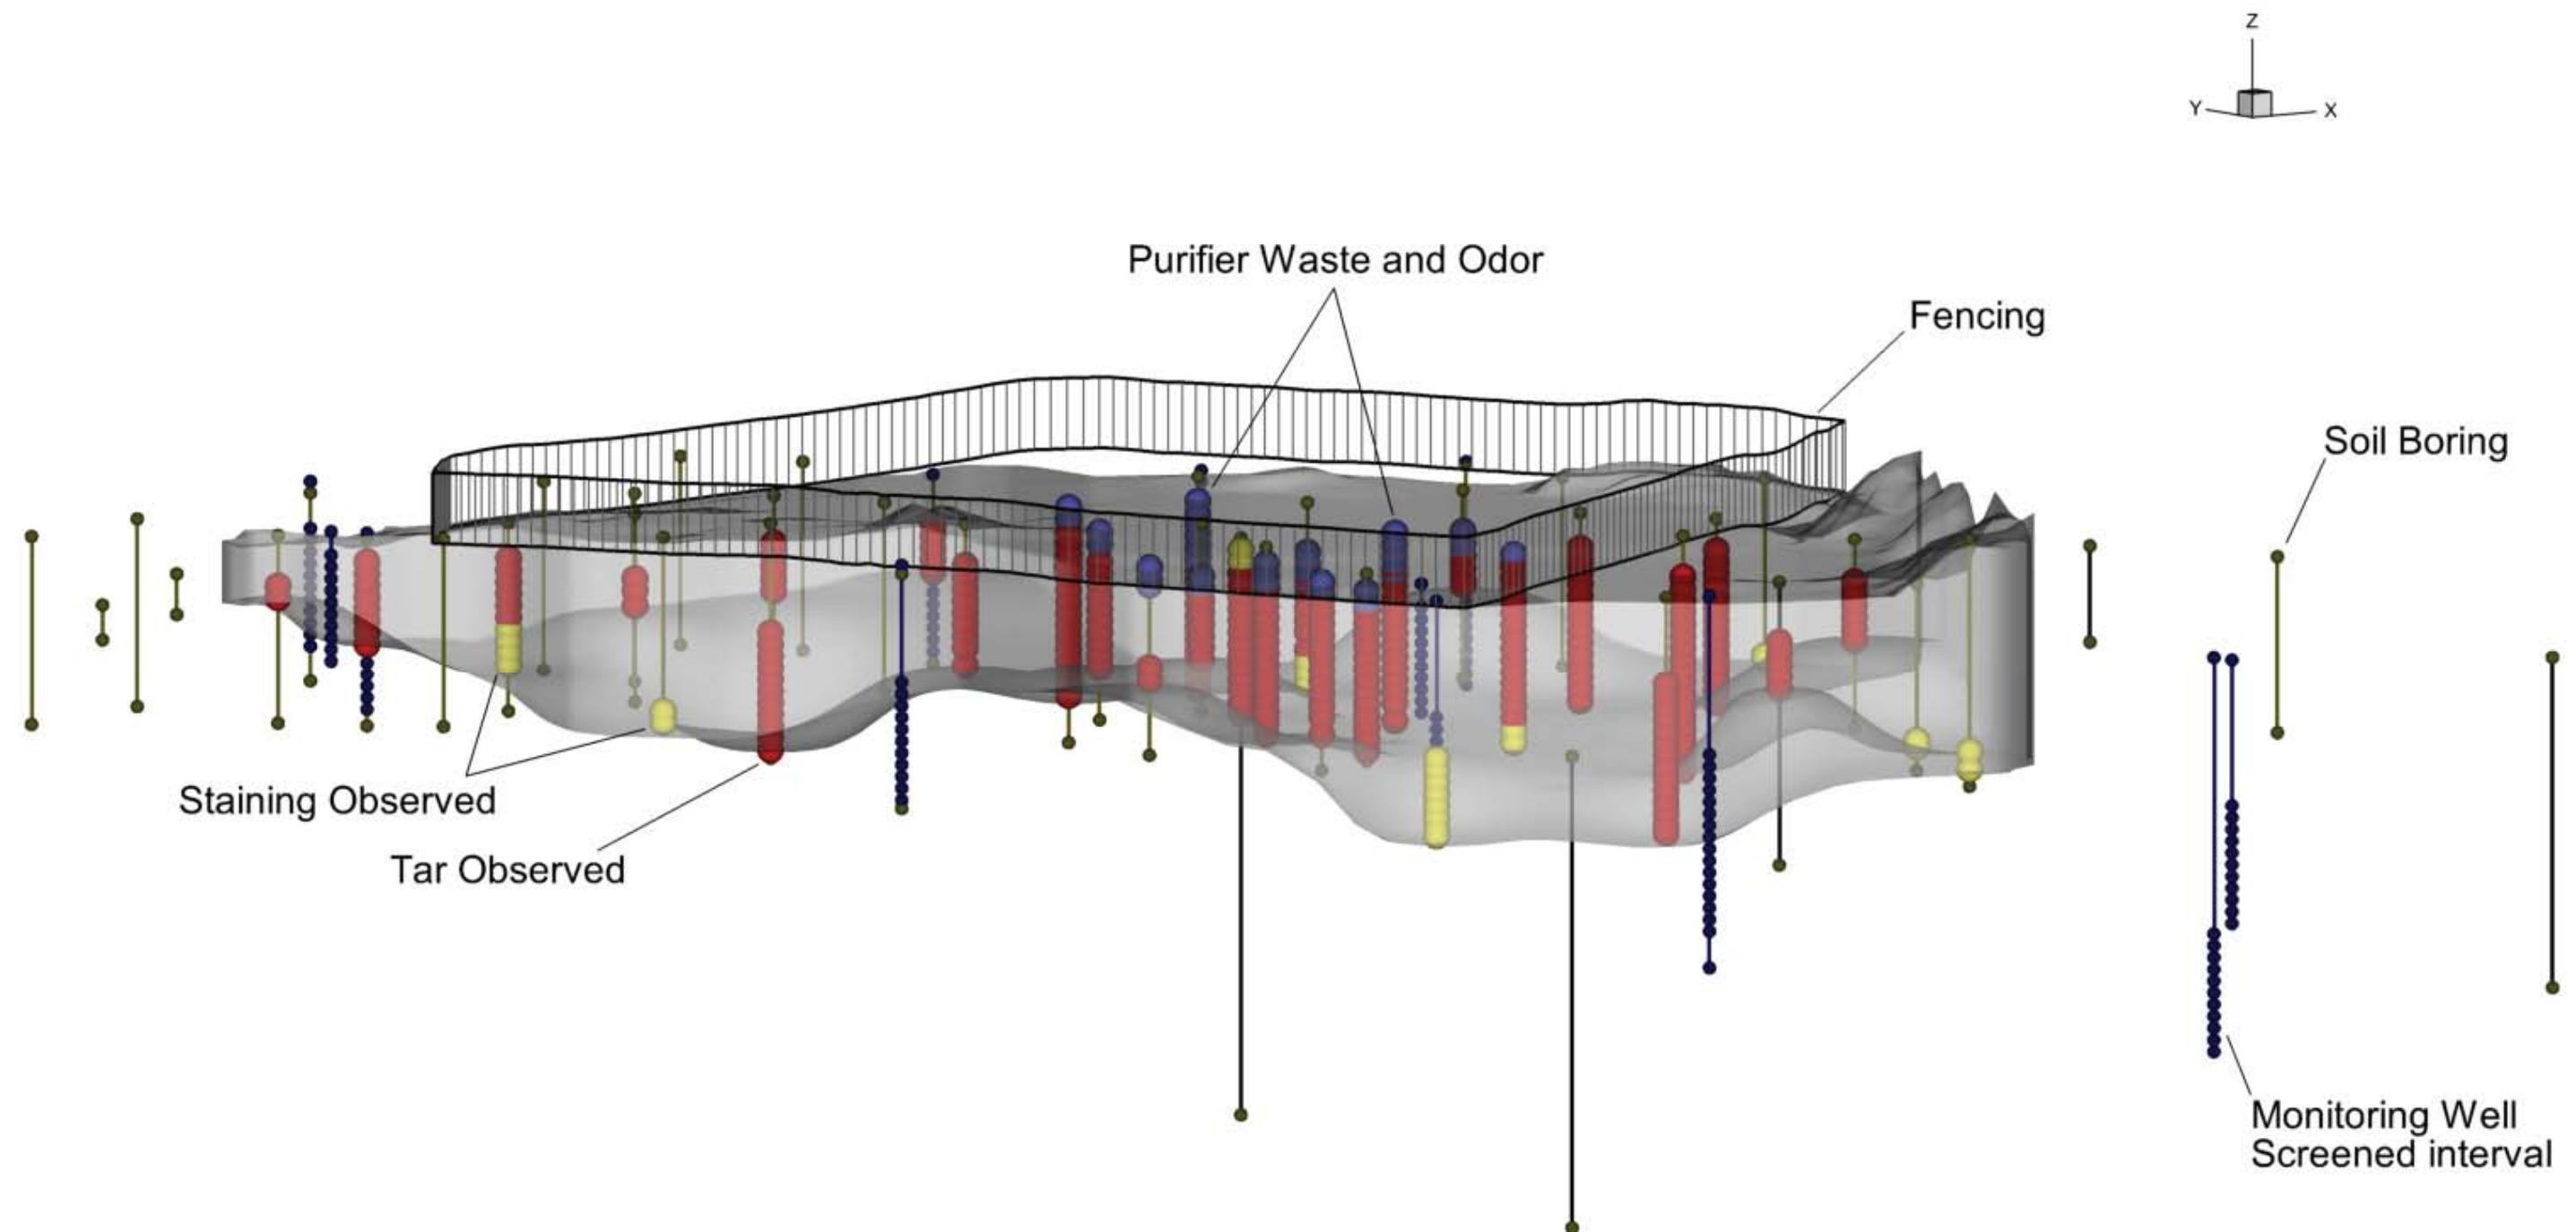 Z
Y
X
Purifier Waste and Odor
Fencing
Soil Boring
Staining Observed
Tar Observed
Monitoring Well
Screened interval